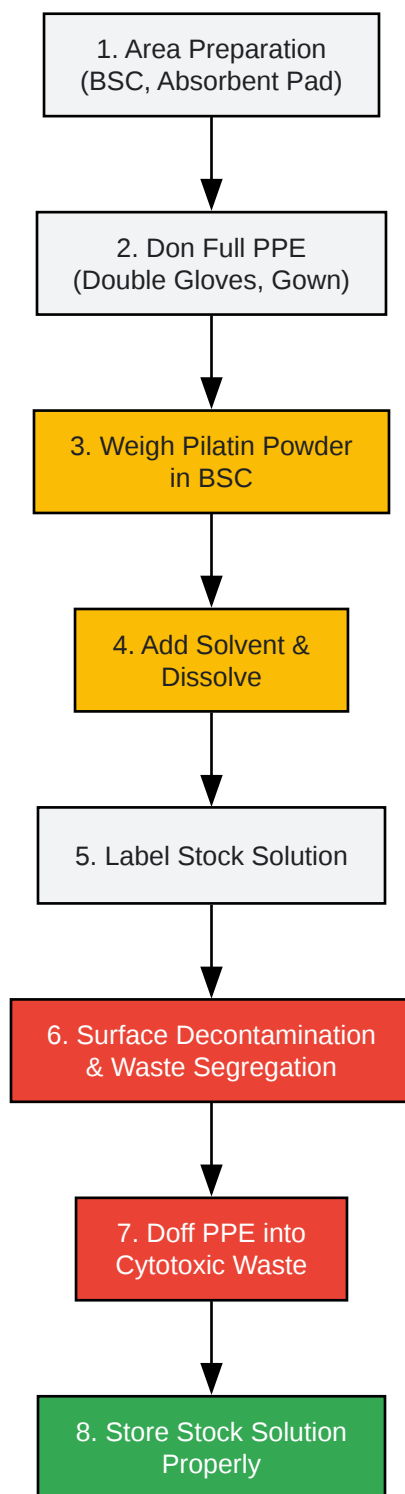 1. Area Preparation
(BSC, Absorbent Pad)
2. Don Full PPE
(Double Gloves, Gown)
3. Weigh Pilatin Powder
in BSC
4. Add Solvent &
Dissolve
5. Label Stock Solution
6. Surface Decontamination
& Waste Segregation
7. Doff PPE into
Cytotoxic Waste
8. Store Stock Solution
Properly